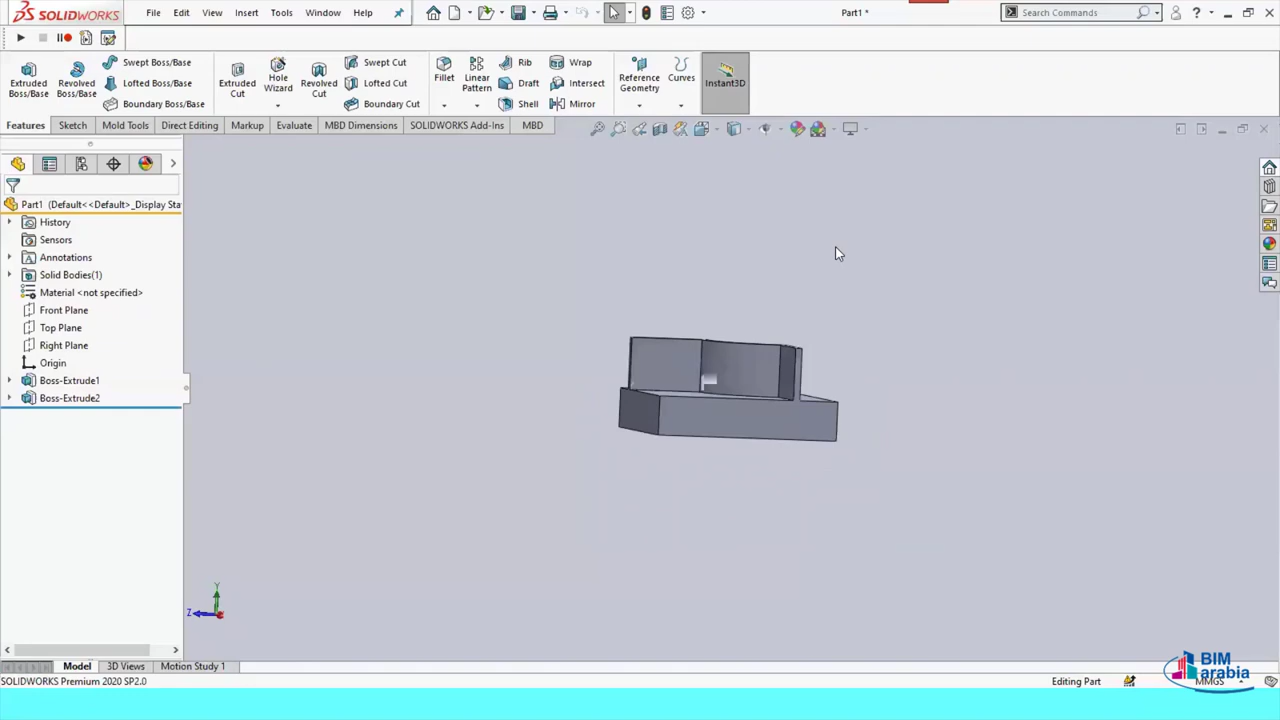 SOLIDWORKS File Edit View Insert Tools Window Help Part1 * Search Commands
Extruded Boss/Base Revolved Boss/Base Swept Boss/Base Lofted Boss/Base Boundary Boss/Base Extruded Cut Hole Wizard Revolved Cut Swept Cut Lofted Cut Boundary Cut Fillet Linear Pattern Rib Draft Shell Wrap Intersect Mirror Reference Geometry Curves Instant3D
Features Sketch Mold Tools Direct Editing Markup Evaluate MBD Dimensions SOLIDWORKS Add-Ins MBD
Part1 (Default<<Default>_Display Sta
History
Sensors
Annotations
Solid Bodies(1)
Material <not specified>
Front Plane
Top Plane
Right Plane
Origin
Boss-Extrude1
Boss-Extrude2
Y
Z
Model 3D Views Motion Study 1
SOLIDWORKS Premium 2020 SP2.0 Editing Part MMGS
BIM
arabia